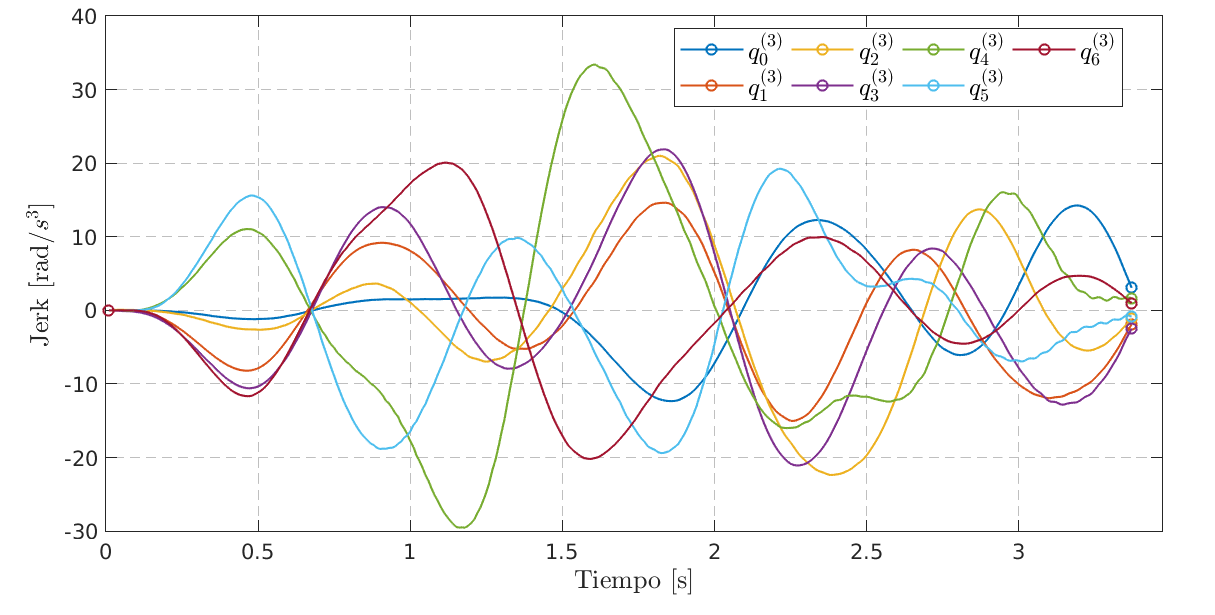 40
30
20
10
0
-10
-20
-30
Jerk [rad/s³]
q₀⁽³⁾ q₂⁽³⁾ q₄⁽³⁾ q₆⁽³⁾
q₁⁽³⁾ q₃⁽³⁾ q₅⁽³⁾
0 0.5 1 1.5 2 2.5 3
Tiempo [s]